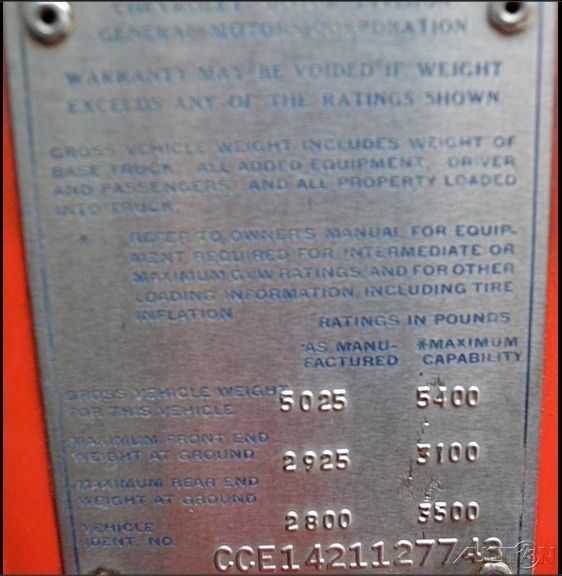 CHEVROLET MOTOR DIVISION
GENERAL MOTORS CORPORATION
WARRANTY MAY BE VOIDED IF WEIGHT
EXCEEDS ANY OF THE RATINGS SHOWN
GROSS VEHICLE WEIGHT INCLUDES WEIGHT OF
BASE TRUCK, ALL ADDED EQUIPMENT, DRIVER
AND PASSENGERS, AND ALL PROPERTY LOADED
INTO TRUCK
* REFER TO OWNER'S MANUAL FOR EQUIP-
MENT REQUIRED FOR INTERMEDIATE OR
MAXIMUM GVW RATINGS, AND FOR OTHER
LOADING INFORMATION, INCLUDING TIRE
INFLATION.
RATINGS IN POUNDS
AS MANU- *MAXIMUM
FACTURED CAPABILITY
GROSS VEHICLE WEIGHT
FOR THIS VEHICLE 5025 5400
MAXIMUM FRONT END
WEIGHT AT GROUND 2925 3100
MAXIMUM REAR END
WEIGHT AT GROUND
2800 3500
VEHICLE
IDENT. NO. CCE142112774